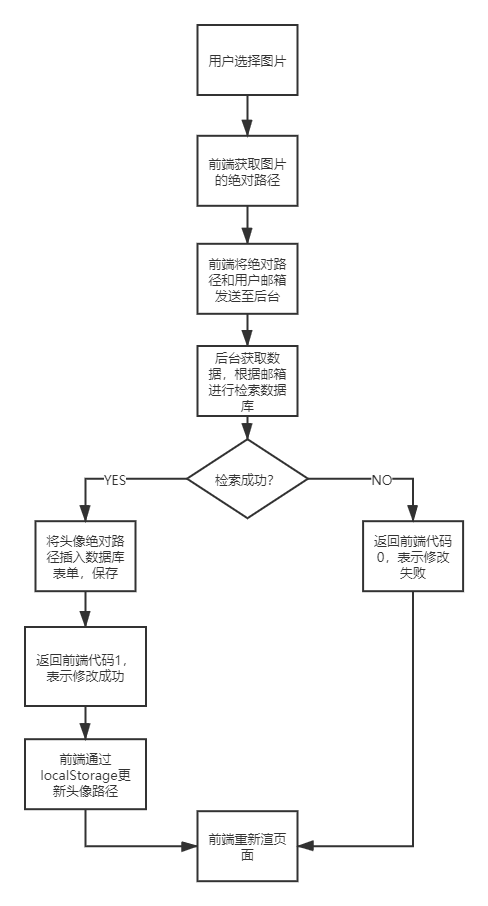 用户选择图片
前端获取图片
的绝对路径
前端将绝对路
径和用户邮箱
发送至后台
后台获取数
据，根据邮箱
进行检索数据
库
检索成功？
YES
NO
将头像绝对路
径插入数据库
表单，保存
返回前端代码
0，表示修改
失败
返回前端代码1，
表示修改成功
前端通过
localStorage更
新头像路径
前端重新渲页
面